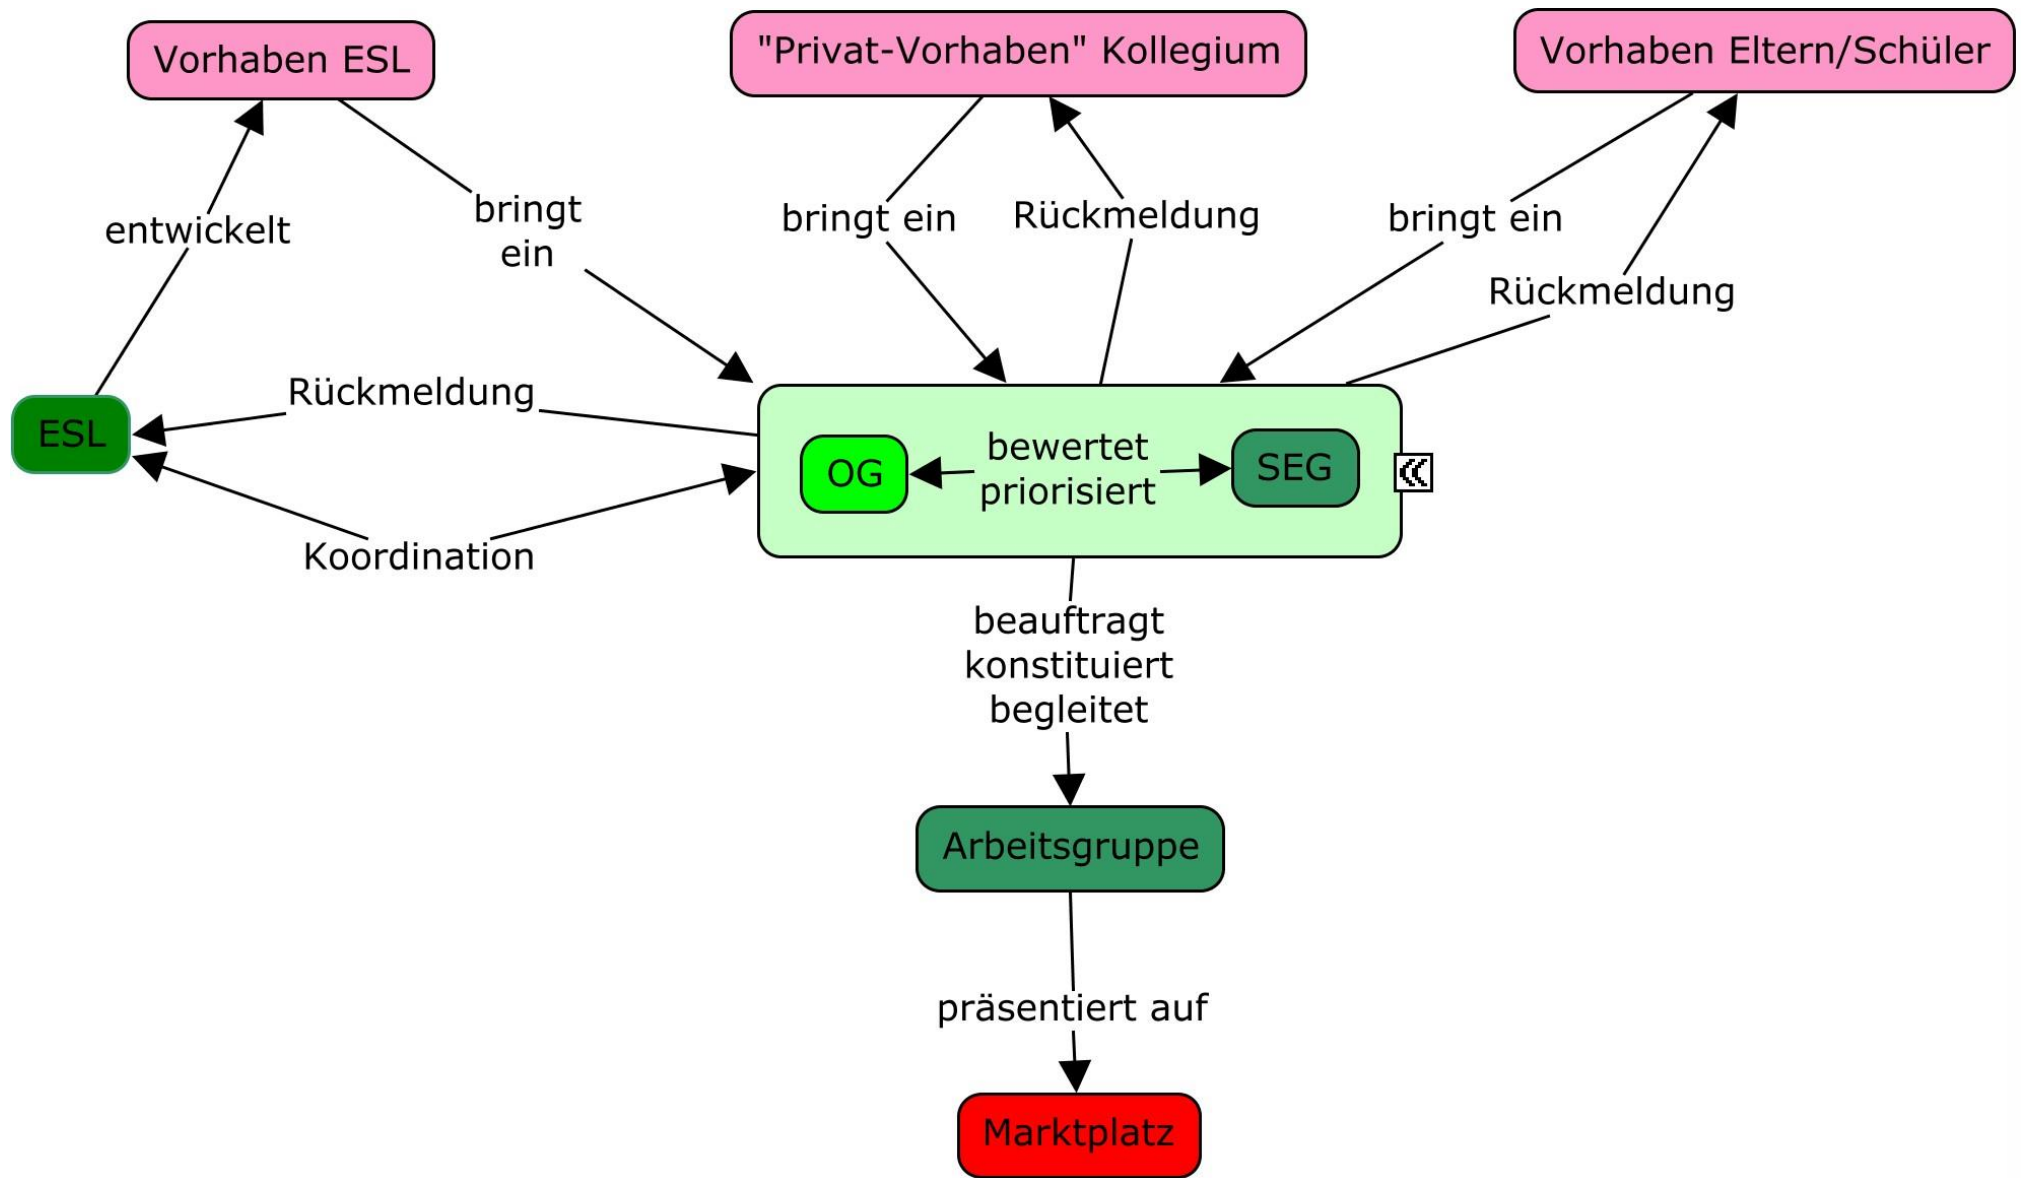 Vorhaben ESL
"Privat-Vorhaben" Kollegium
Vorhaben Eltern/Schüler
entwickelt
bringt
ein
bringt ein
Rückmeldung
bringt ein
Rückmeldung
Rückmeldung
ESL
OG
bewertet
priorisiert
SEG
Koordination
beauftragt
konstituiert
begleitet
Arbeitsgruppe
präsentiert auf
Marktplatz